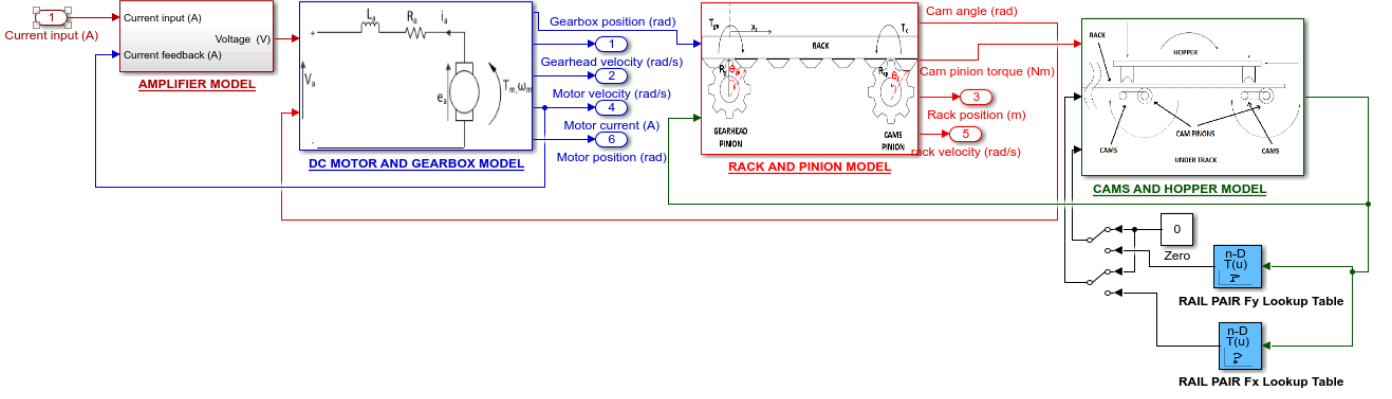 1
Current input (A)
Current input (A)
Current feedback (A)
Voltage (V)
AMPLIFIER MODEL
La
Ra
ia
+
Va
ea
Tm,ωm
-
DC MOTOR AND GEARBOX MODEL
Gearbox position (rad)
1
Gearhead velocity (rad/s)
2
Motor velocity (rad/s)
4
Motor current (A)
6
Motor position (rad)
RACK
Tc
GEARHEAD
PINION
CAMS
PINION
RACK AND PINION MODEL
Cam angle (rad)
Cam pinion torque (Nm)
3
Rack position (m)
5
rack velocity (rad/s)
RACK
HOPPER
CAM PINIONS
CAMS
CAMS
UNDER TRACK
CAMS AND HOPPER MODEL
0
Zero
n-D
T(u)
RAIL PAIR Fy Lookup Table
n-D
T(u)
?
RAIL PAIR Fx Lookup Table